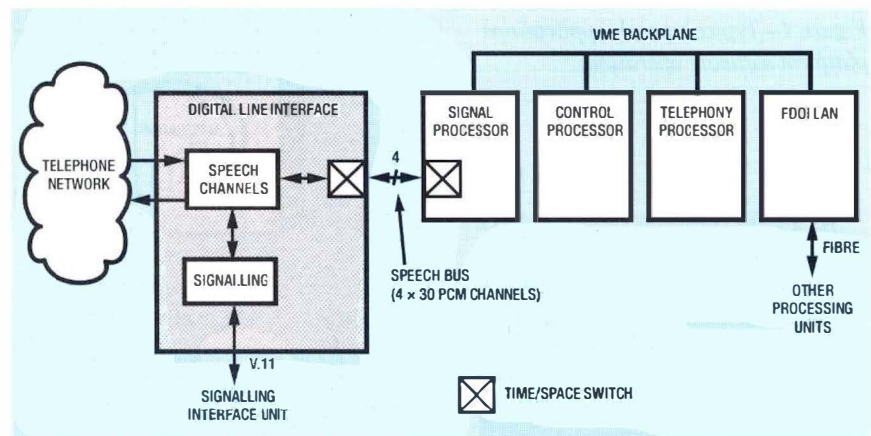 VME BACKPLANE
DIGITAL LINE INTERFACE
SIGNAL
PROCESSOR
CONTROL
PROCESSOR
TELEPHONY
PROCESSOR
FDDI LAN
TELEPHONE
NETWORK
SPEECH
CHANNELS
4
SIGNALLING
SPEECH BUS
(4 × 30 PCM CHANNELS)
FIBRE
OTHER
PROCESSING
UNITS
V.11
SIGNALLING
INTERFACE UNIT
TIME/SPACE SWITCH